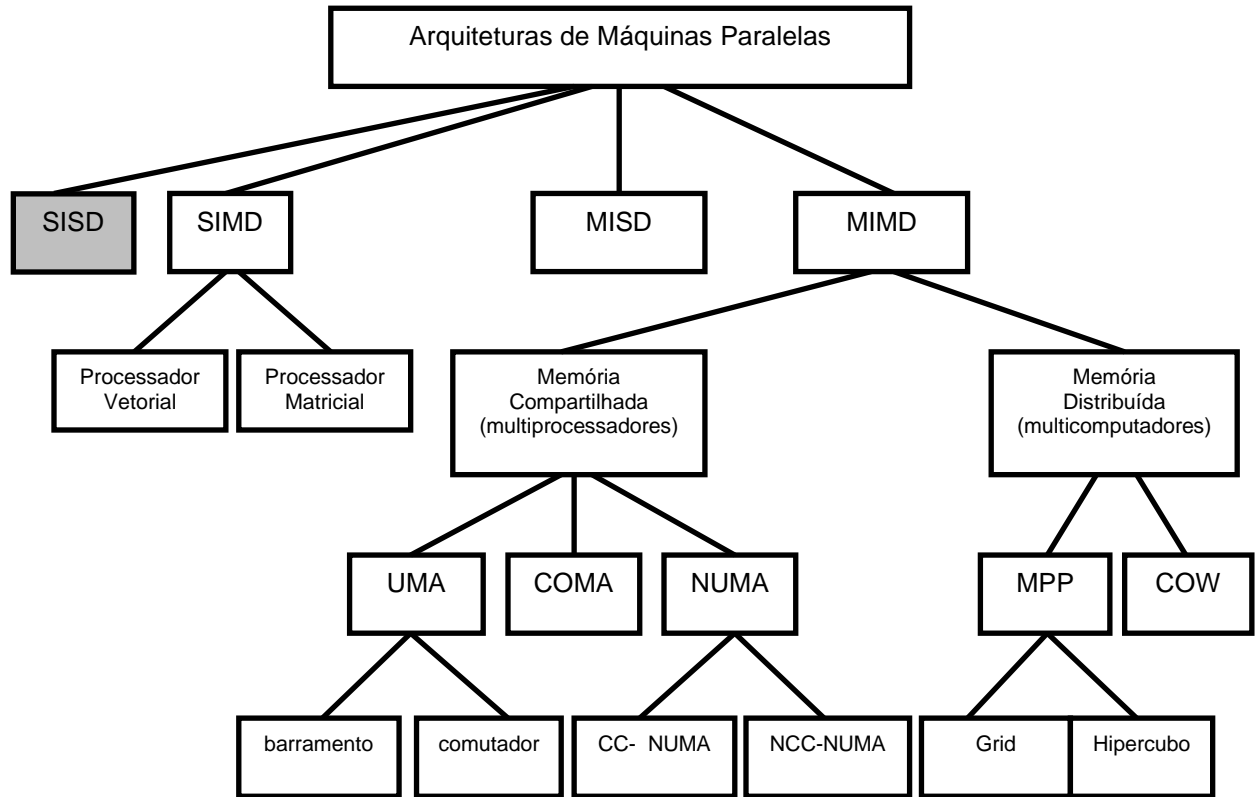 Arquiteturas de Máquinas Paralelas
SISD
SIMD
MISD
MIMD
Processador
Vetorial
Processador
Matricial
Memória
Compartilhada
(multiprocessadores)
Memória
Distribuída
(multicomputadores)
UMA
COMA
NUMA
MPP
COW
barramento
comutador
CC- NUMA
NCC-NUMA
Grid
Hipercubo